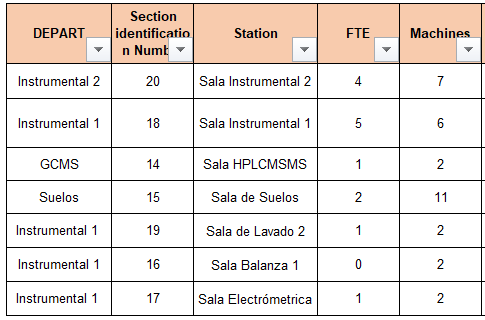 DEPART Section identificatio n Numb Station FTE Machines
Instrumental 2 20 Sala Instrumental 2 4 7
Instrumental 1 18 Sala Instrumental 1 5 6
GCMS 14 Sala HPLCMSMS 1 2
Suelos 15 Sala de Suelos 2 11
Instrumental 1 19 Sala de Lavado 2 1 2
Instrumental 1 16 Sala Balanza 1 0 2
Instrumental 1 17 Sala Electrómetrica 1 2